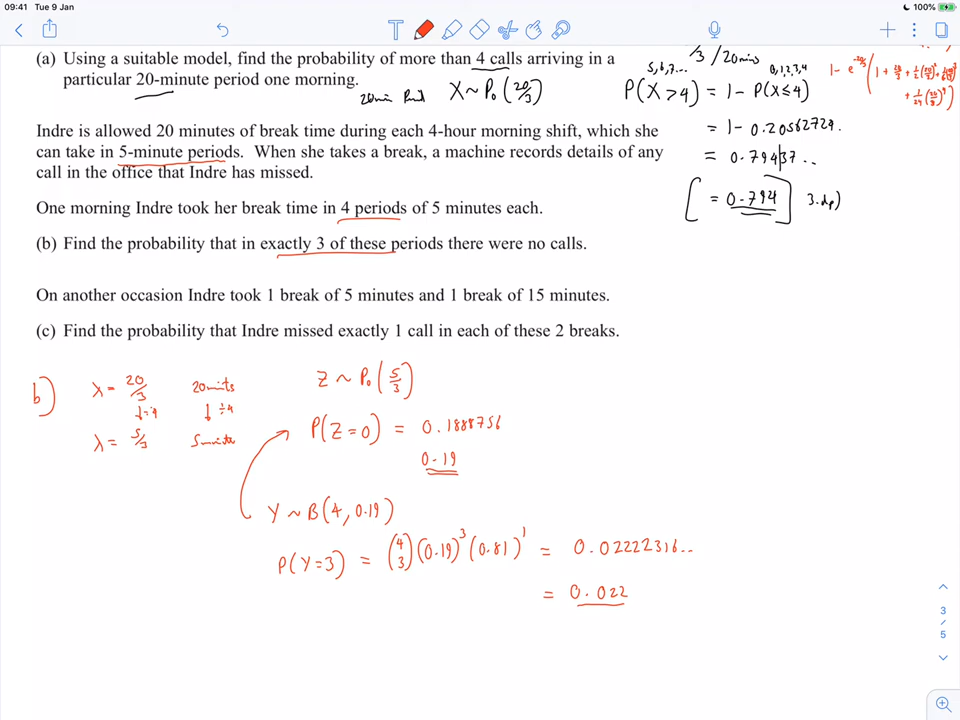 09:41 Tue 9 Jan
100%
(a) Using a suitable model, find the probability of more than 4 calls arriving in a
particular 20-minute period one morning.
20min
X ~ Po (20/3)
/3 /20mins
5,6,7... 0,1,2,3,4
P(X > 4) = 1 - P(X ≤ 4)
= 1 - 0.20562729.
= 0.79437...
[ = 0.794 ] 3.dp)
Indre is allowed 20 minutes of break time during each 4-hour morning shift, which she
can take in 5-minute periods. When she takes a break, a machine records details of any
call in the office that Indre has missed.
One morning Indre took her break time in 4 periods of 5 minutes each.
(b) Find the probability that in exactly 3 of these periods there were no calls.
On another occasion Indre took 1 break of 5 minutes and 1 break of 15 minutes.
(c) Find the probability that Indre missed exactly 1 call in each of these 2 breaks.
b)
λ = 20/3 20mints
↓÷4 ↓÷4
λ = 5/3 5minute
Z ~ Po (5/3)
P(Z=0) = 0.1888756
0.19
Y ~ B(4, 0.19)
P(Y=3) = (4 3)(0.19)^3 (0.81)^1 = 0.02222316..
= 0.022
3
/
5